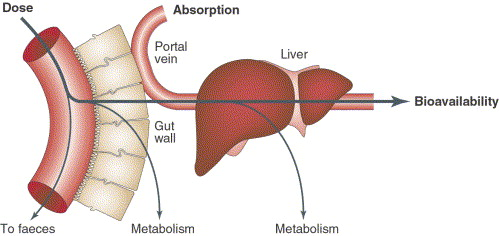 Dose
Absorption
Portal
vein
Liver
Bioavailability
Gut
wall
To faeces
Metabolism
Metabolism